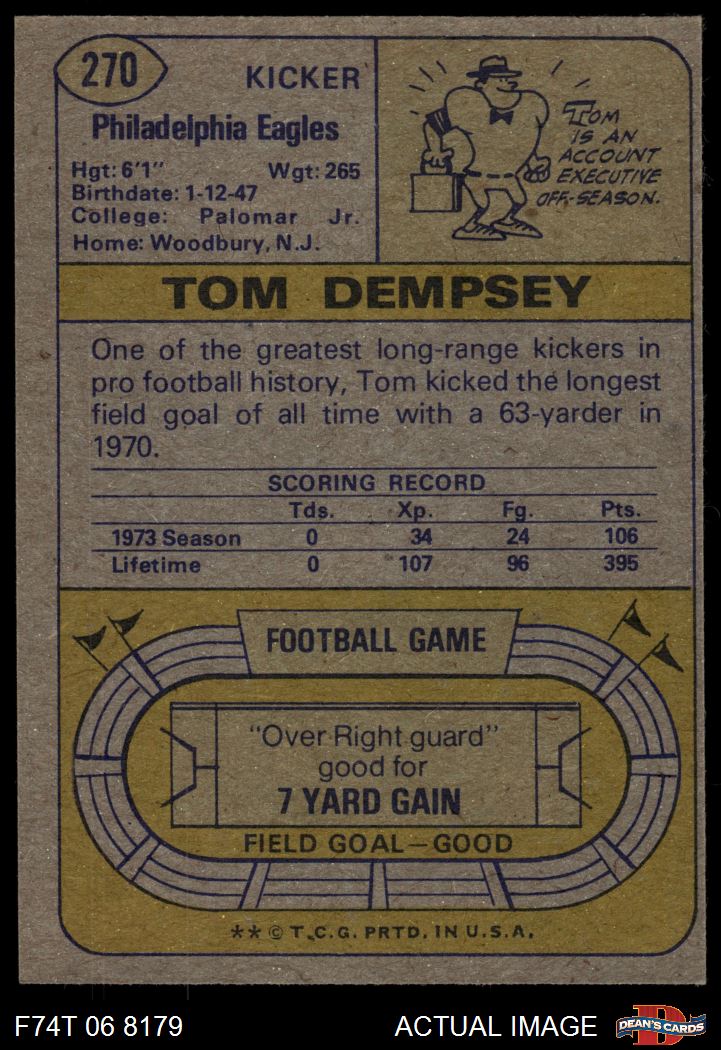 270
KICKER
Philadelphia Eagles
Hgt: 6'1" Wgt: 265
Birthdate: 1-12-47
College: Palomar Jr.
Home: Woodbury, N.J.
TOM
IS AN
ACCOUNT
EXECUTIVE
OFF-SEASON.
TOM DEMPSEY
One of the greatest long-range kickers in
pro football history, Tom kicked the longest
field goal of all time with a 63-yarder in
1970.
SCORING RECORD
Tds. Xp. Fg. Pts.
1973 Season 0 34 24 106
Lifetime 0 107 96 395
FOOTBALL GAME
"Over Right guard"
good for
7 YARD GAIN
FIELD GOAL—GOOD
** © T.C.G. PRTD. IN U.S.A.
F74T 06 8179
ACTUAL IMAGE
D
DEAN'S CARDS